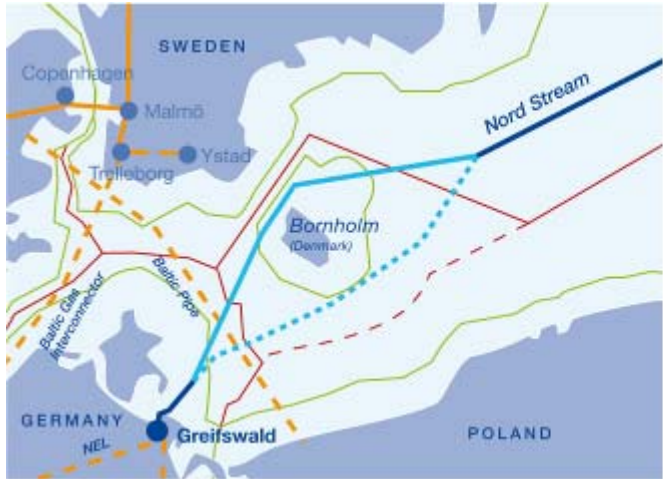 SWEDEN
Copenhagen
Malmö
Nord Stream
Ystad
Trelleborg
Bornholm
(Denmark)
Baltic Pipe
Baltic Gas
Interconnector
GERMANY
Greifswald
POLAND
NEL